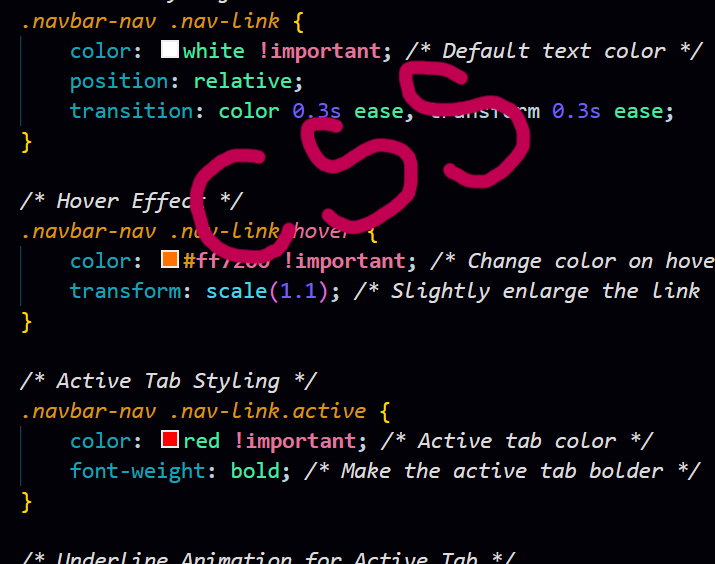 .navbar-nav .nav-link {
color: white !important; /* Default text color */
position: relative;
transition: color 0.3s ease, transform 0.3s ease;
}
/* Hover Effect */
.navbar-nav .nav-link:hover {
color: !important; /* Change color on hove
transform: scale(1.1); /* Slightly enlarge the link
}
/* Active Tab Styling */
.navbar-nav .nav-link.active {
color: red !important; /* Active tab color */
font-weight: bold; /* Make the active tab bolder */
}
/* Underline Animation for Active Tab */
CSS